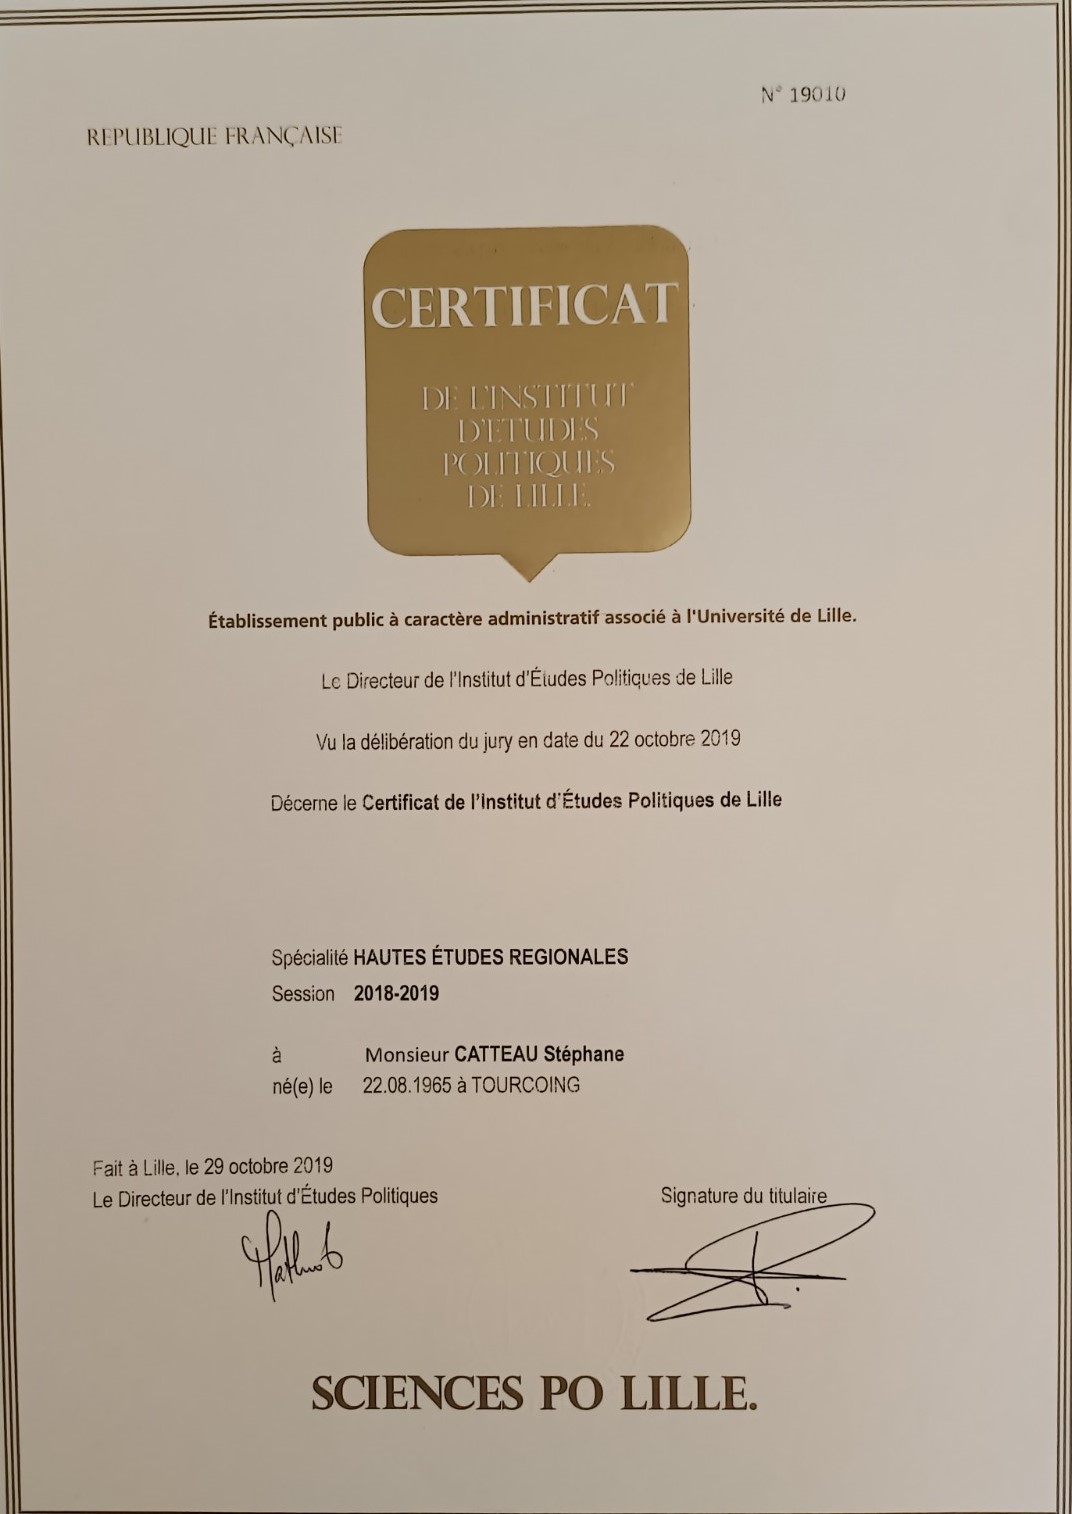 N° 19010
REPUBLIQUE FRANÇAISE
CERTIFICAT
DE L'INSTITUT
D'ETUDES
POLITIQUES
DE LILLE.
Établissement public à caractère administratif associé à l'Université de Lille.
Le Directeur de l'Institut d'Études Politiques de Lille
Vu la délibération du jury en date du 22 octobre 2019
Décerne le Certificat de l'Institut d'Études Politiques de Lille
Spécialité HAUTES ÉTUDES REGIONALES
Session 2018-2019
à Monsieur CATTEAU Stéphane
né(e) le 22.08.1965 à TOURCOING
Fait à Lille, le 29 octobre 2019
Le Directeur de l'Institut d'Études Politiques
Signature du titulaire
SCIENCES PO LILLE.